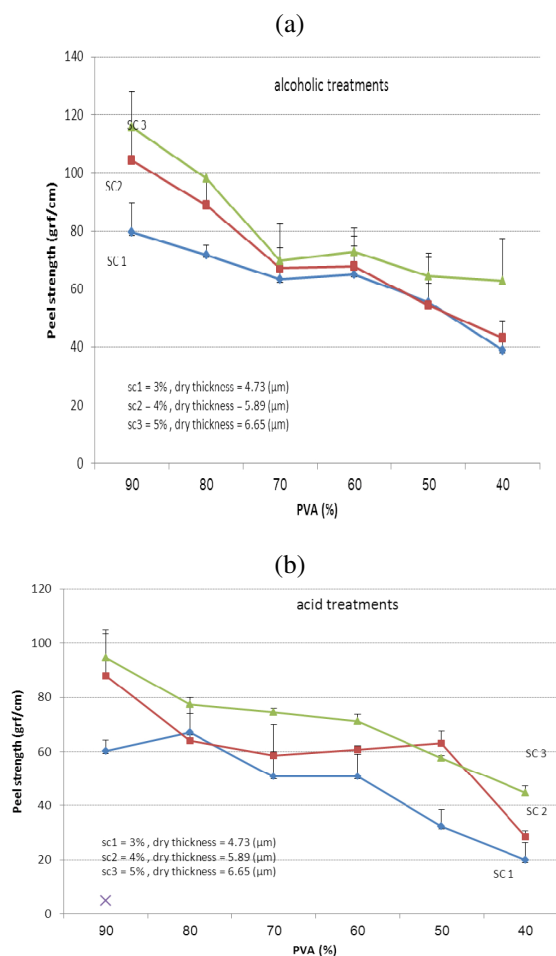 (a)
140
alcoholic treatments
120
SC 3
100
SC2
80
SC 1
60
40
sc1 = 3% , dry thickness = 4.73 (µm)
sc2 – 4% , dry thickness – 5.89 (µm)
sc3 = 5% , dry thickness = 6.65 (µm)
20
0
90 80 70 60 50 40
PVA (%)
Peel strength (grf/cm)
(b)
120
acid treatments
100
80
60
SC 3
40
SC 2
sc1 = 3% , dry thickness = 4.73 (µm)
sc2 = 4% , dry thickness = 5.89 (µm)
sc3 = 5% , dry thickness = 6.65 (µm)
20
SC 1
0
90 80 70 60 50 40
PVA (%)
Peel strength (grf/cm)